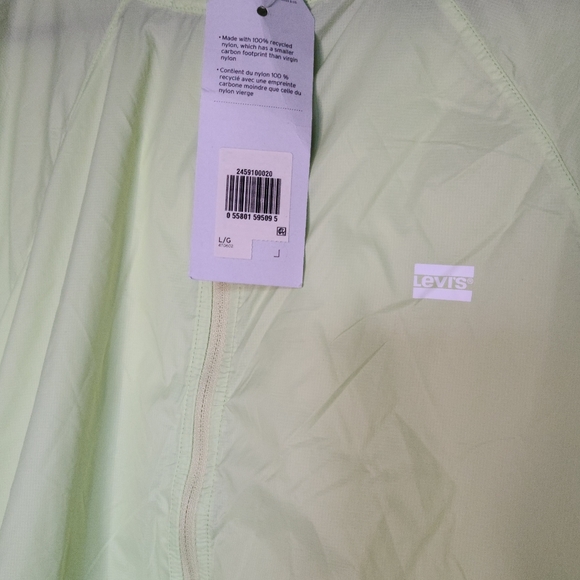 • Made with 100% recycled
nylon, which has a smaller
carbon footprint than virgin
nylon
• Contient du nylon 100 %
recyclé avec une empreinte
carbone moindre que celle du
nylon vierge
2459100020
0 55801 59509 5
L/G
Levi's